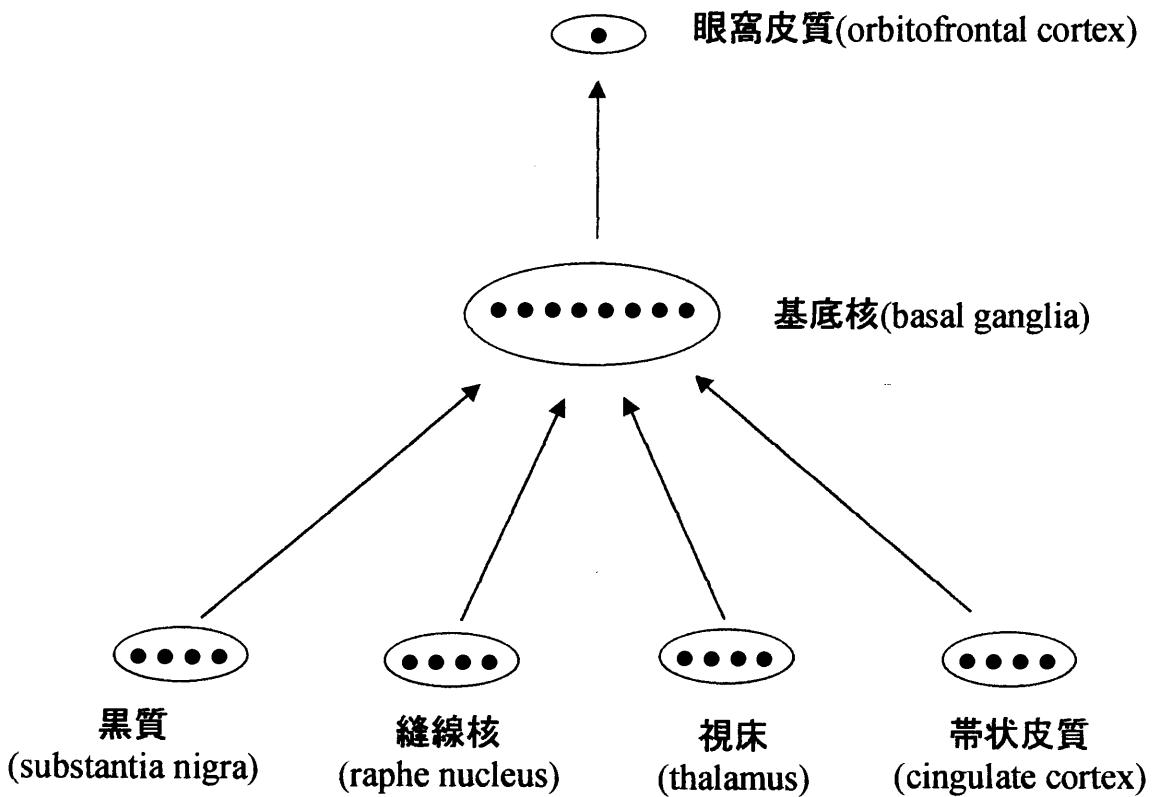 眼窩皮質(orbitofrontal cortex)
基底核(basal ganglia)
黒質
(substantia nigra)
縫線核
(raphe nucleus)
視床
(thalamus)
帯状皮質
(cingulate cortex)